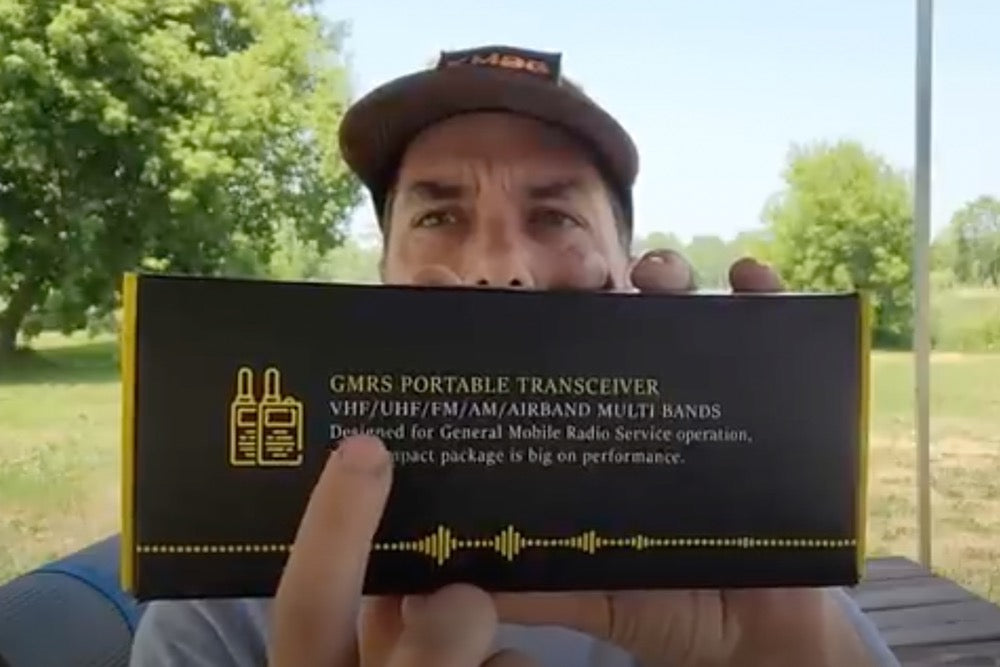 GMRS PORTABLE TRANSCEIVER
VHF/UHF/FM/AM/AIRBAND MULTI BANDS
Designed for General Mobile Radio Service operation,
package is big on performance.